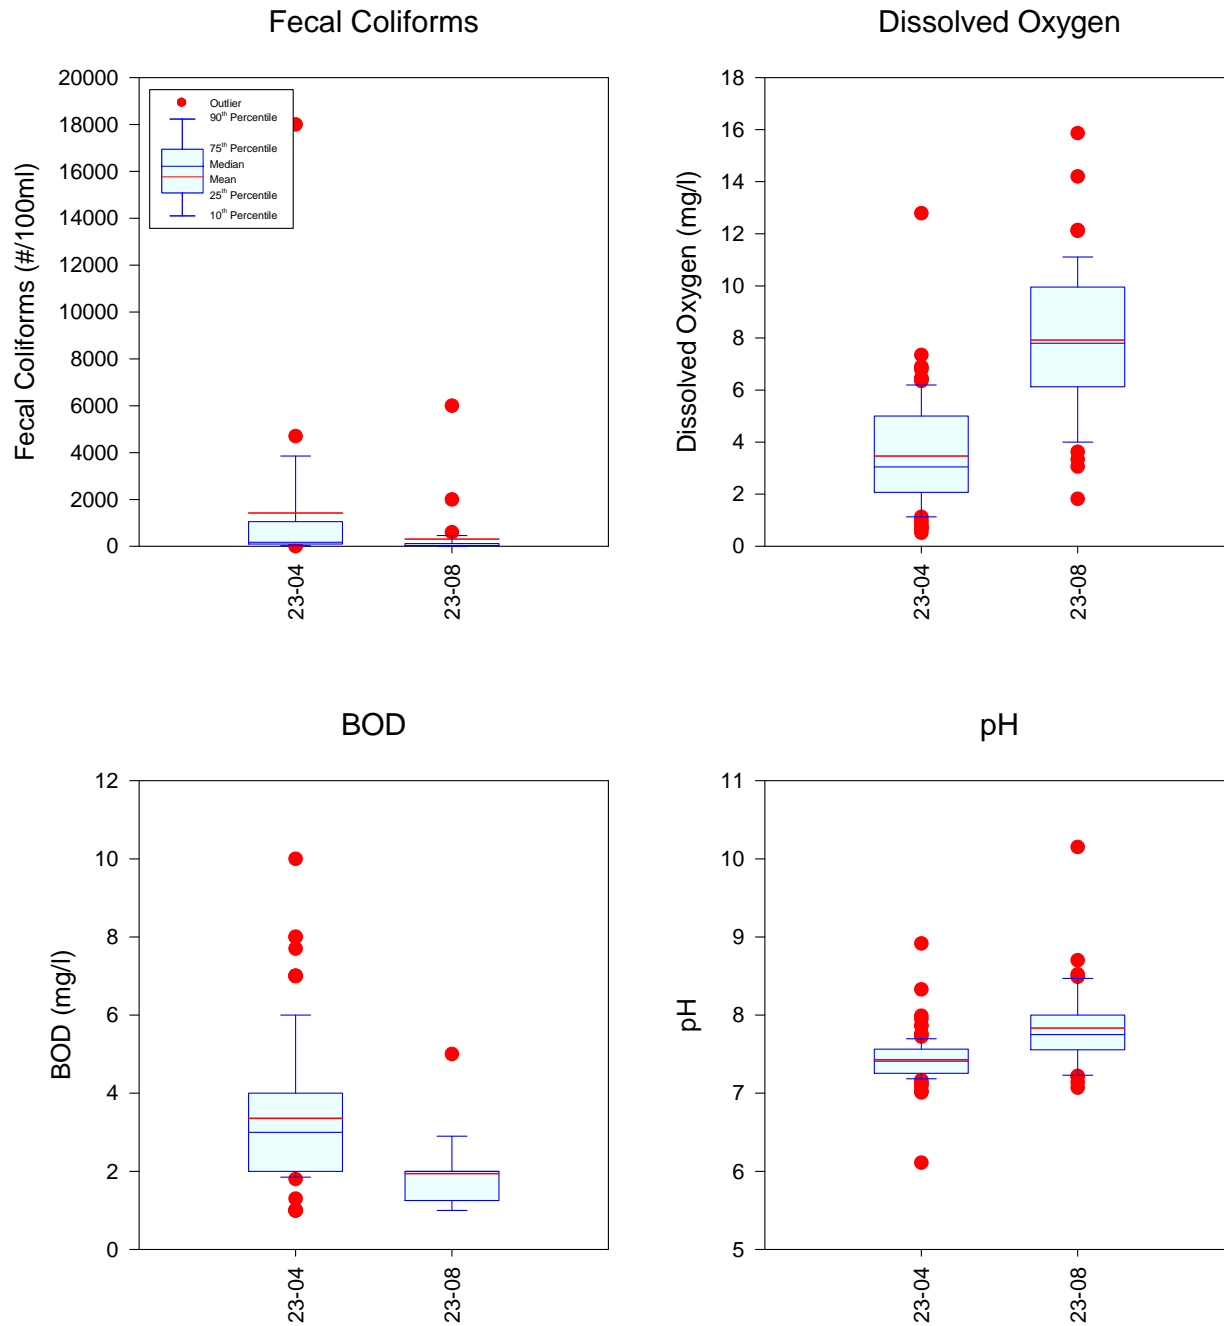 Fecal Coliforms
Fecal Coliforms (#/100ml)
20000
18000
16000
14000
12000
10000
8000
6000
4000
2000
0
Outlier
90th Percentile
75th Percentile
Median
Mean
25th Percentile
10th Percentile
23-04
23-08
Dissolved Oxygen
Dissolved Oxygen (mg/l)
18
16
14
12
10
8
6
4
2
0
23-04
23-08
BOD
BOD (mg/l)
12
10
8
6
4
2
0
23-04
23-08
pH
pH
11
10
9
8
7
6
5
23-04
23-08